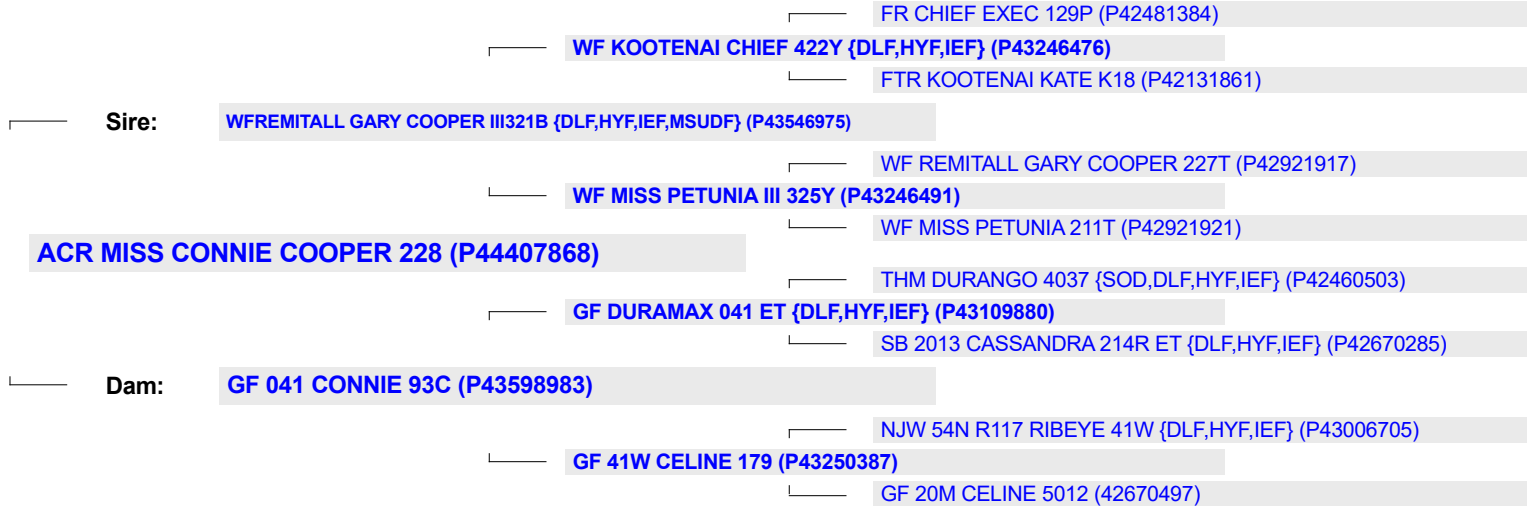 FR CHIEF EXEC 129P (P42481384)
WF KOOTENAI CHIEF 422Y {DLF,HYF,IEF} (P43246476)
FTR KOOTENAI KATE K18 (P42131861)
Sire: WFREMITALL GARY COOPER III321B {DLF,HYF,IEF,MSUDF} (P43546975)
WF REMITALL GARY COOPER 227T (P42921917)
WF MISS PETUNIA III 325Y (P43246491)
WF MISS PETUNIA 211T (P42921921)
ACR MISS CONNIE COOPER 228 (P44407868)
THM DURANGO 4037 {SOD,DLF,HYF,IEF} (P42460503)
GF DURAMAX 041 ET {DLF,HYF,IEF} (P43109880)
SB 2013 CASSANDRA 214R ET {DLF,HYF,IEF} (P42670285)
Dam: GF 041 CONNIE 93C (P43598983)
NJW 54N R117 RIBEYE 41W {DLF,HYF,IEF} (P43006705)
GF 41W CELINE 179 (P43250387)
GF 20M CELINE 5012 (42670497)